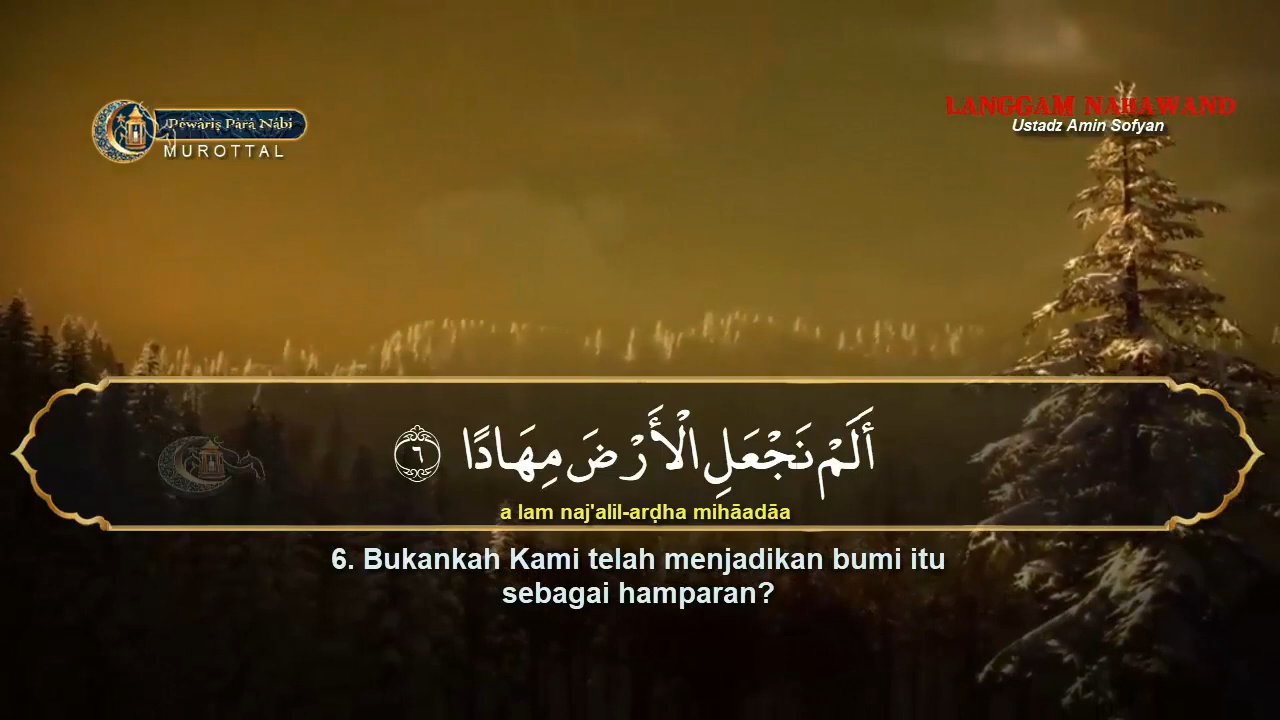 Pewaris Para Nabi
MUROTTAL
LANGGAM NAHAWAND
Ustadz Amin Sofyan
أَلَمْ نَجْعَلِ الْأَرْضَ مِهَادًا ٦
a lam naj'alil-arḍha mihāadāa
6. Bukankah Kami telah menjadikan bumi itu
sebagai hamparan?